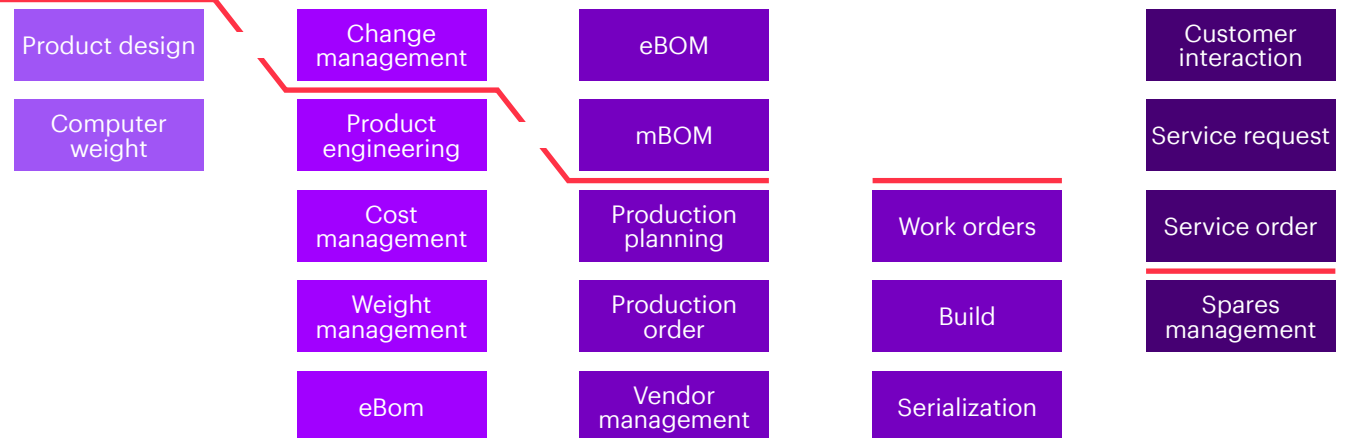 Product design
Computer
weight
Change
management
Product
engineering
Cost
management
Weight
management
eBom
eBOM
mBOM
Production
planning
Production
order
Vendor
management
Work orders
Build
Serialization
Customer
interaction
Service request
Service order
Spares
management